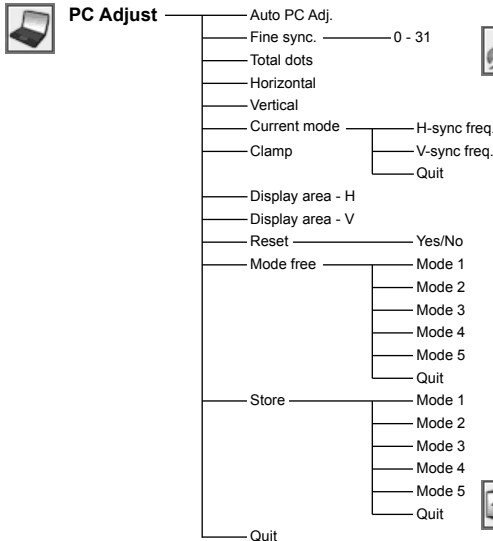 PC Adjust
Auto PC Adj.
Fine sync. 0 - 31
Total dots
Horizontal
Vertical
Current mode H-sync freq.
Clamp V-sync freq.
Quit
Display area - H
Display area - V
Reset Yes/No
Mode free Mode 1
Mode 2
Mode 3
Mode 4
Mode 5
Quit
Store Mode 1
Mode 2
Mode 3
Mode 4
Mode 5
Quit
Quit